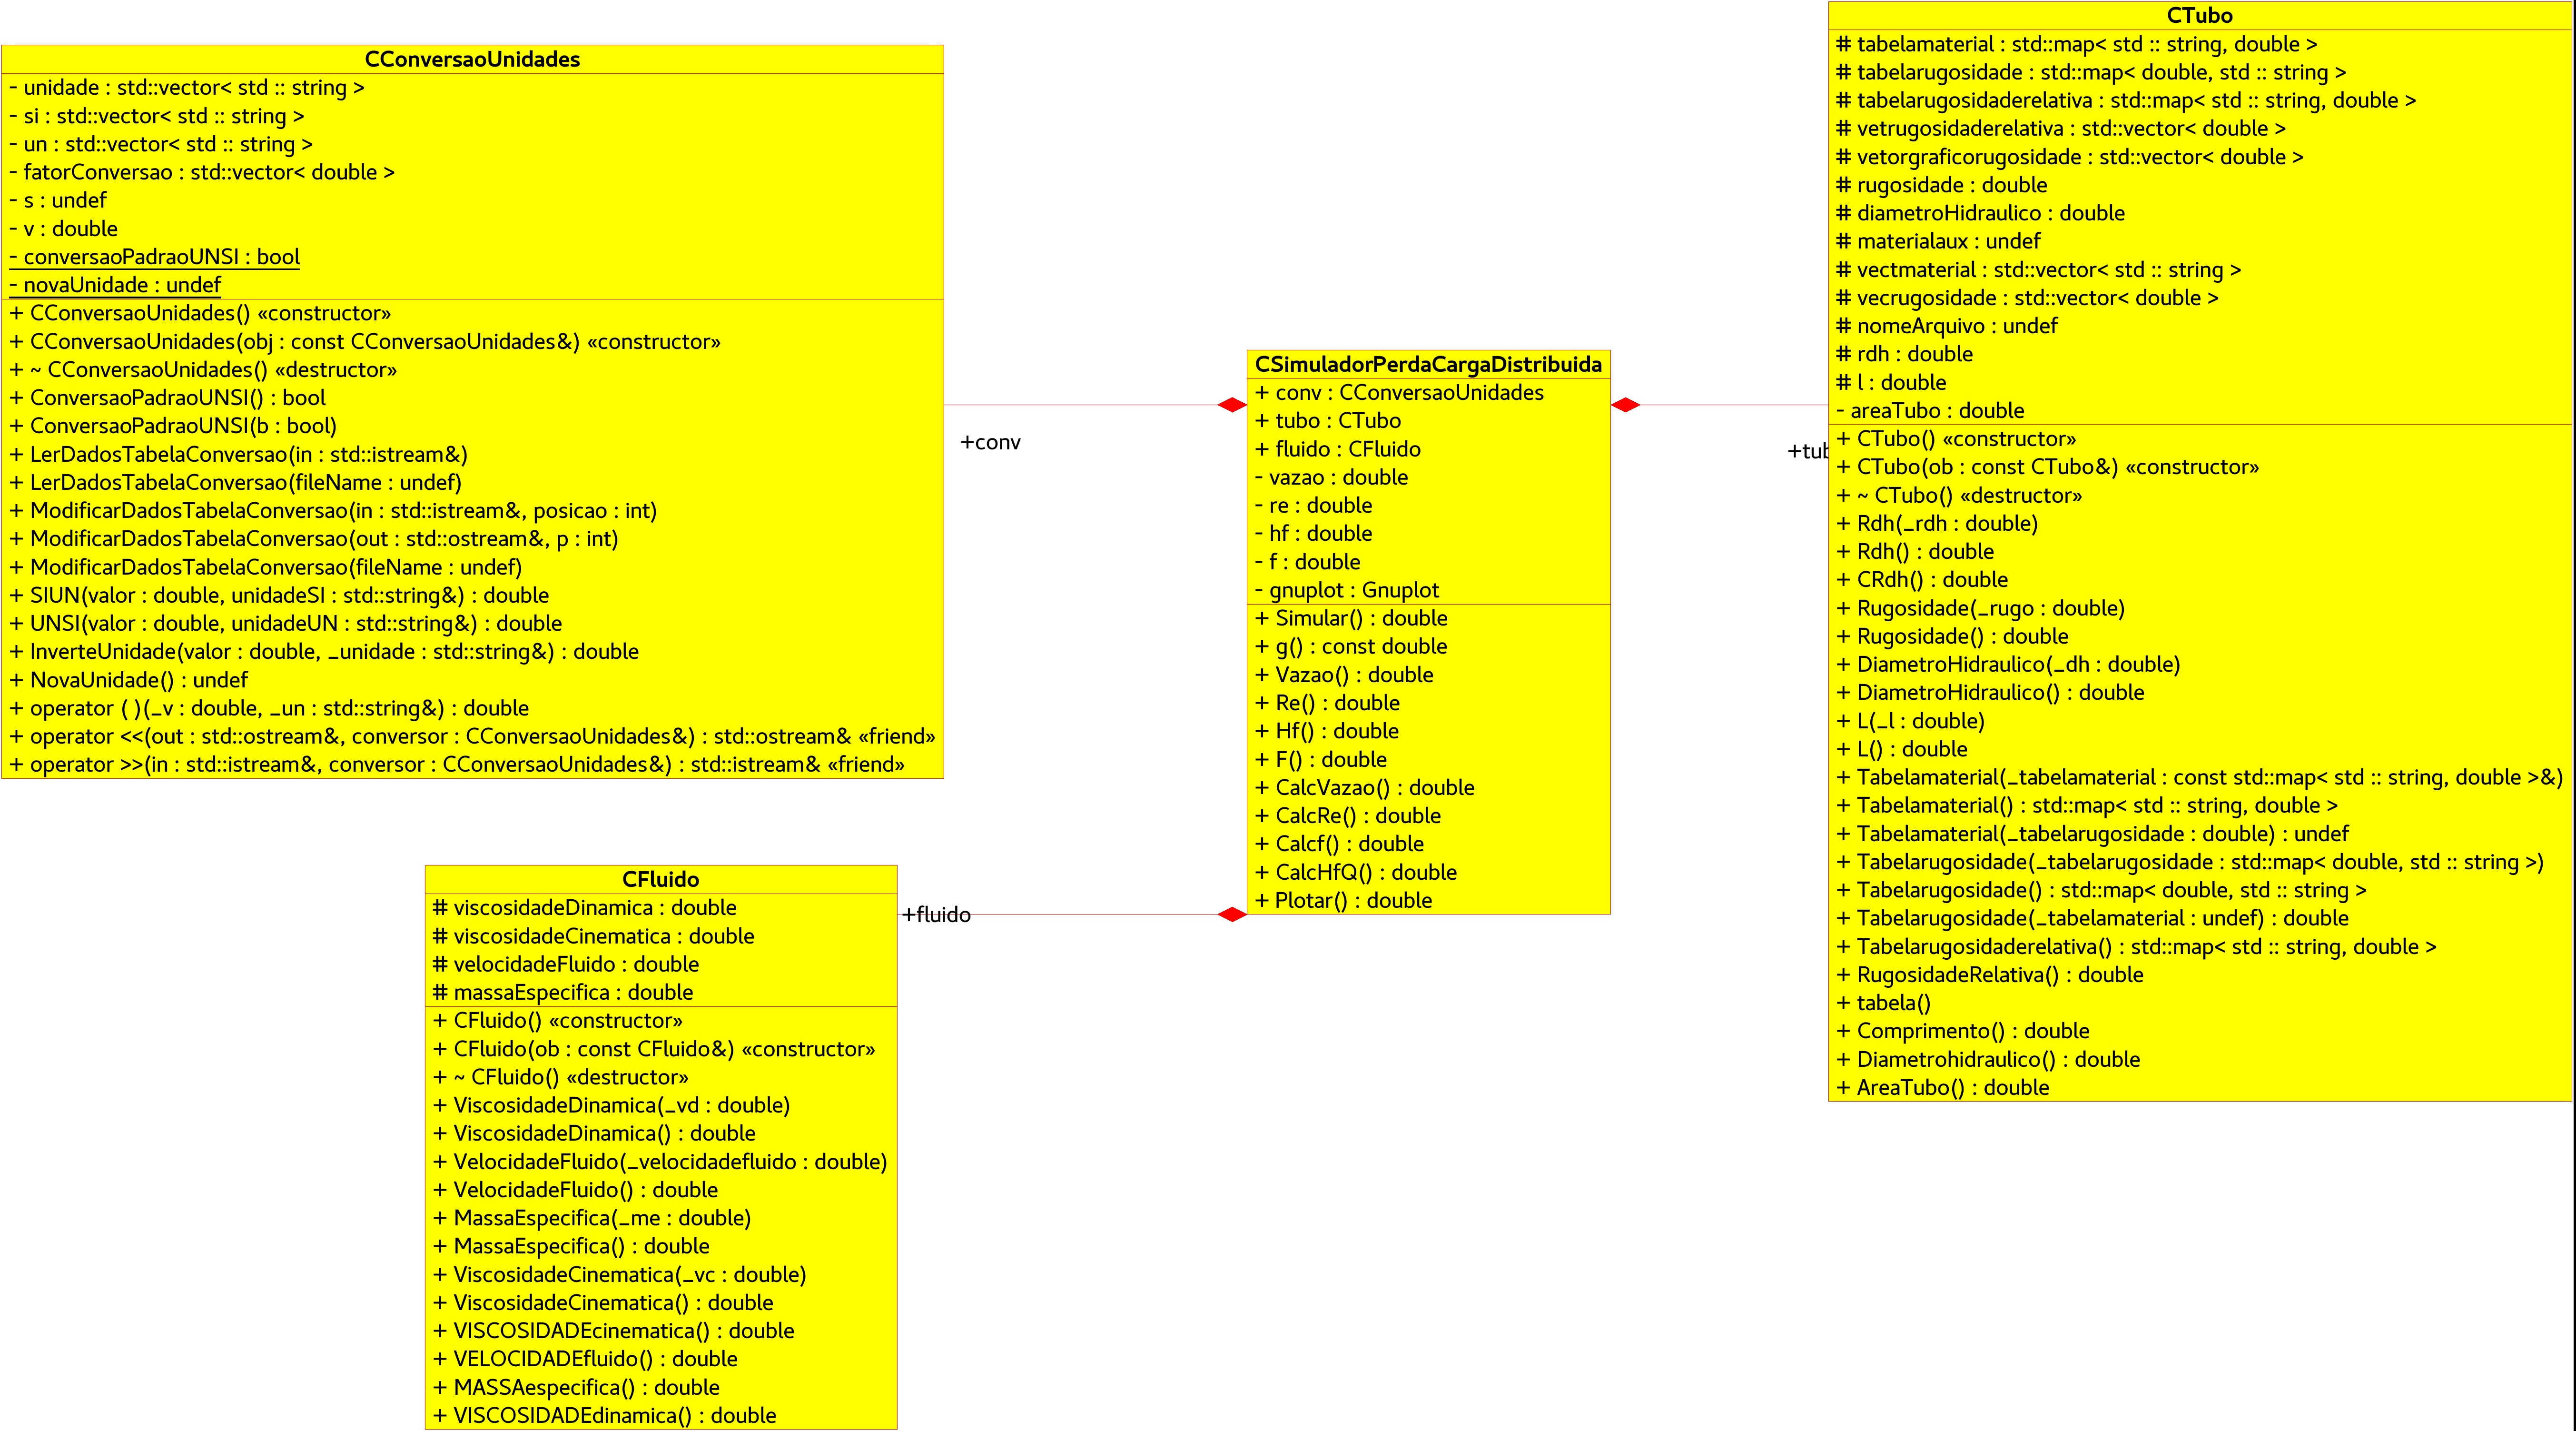 CConversaoUnidades
- unidade : std::vector< std :: string >
- si : std::vector< std :: string >
- un : std::vector< std :: string >
- fatorConversao : std::vector< double >
- s : undef
- v : double
- conversaoPadraoUNSI : bool
- novaUnidade : undef
+ CConversaoUnidades() «constructor»
+ CConversaoUnidades(obj : const CConversaoUnidades&) «constructor»
+ ~ CConversaoUnidades() «destructor»
+ ConversaoPadraoUNSI() : bool
+ ConversaoPadraoUNSI(b : bool)
+ LerDadosTabelaConversao(in : std::istream&)
+ LerDadosTabelaConversao(fileName : undef)
+ ModificarDadosTabelaConversao(in : std::istream&, posicao : int)
+ ModificarDadosTabelaConversao(out : std::ostream&, p : int)
+ ModificarDadosTabelaConversao(fileName : undef)
+ SIUN(valor : double, unidadeSI : std::string&) : double
+ UNSI(valor : double, unidadeUN : std::string&) : double
+ InverteUnidade(valor : double, _unidade : std::string&) : double
+ NovaUnidade() : undef
+ operator ( )(_v : double, _un : std::string&) : double
+ operator <<(out : std::ostream&, conversor : CConversaoUnidades&) : std::ostream& «friend»
+ operator >>(in : std::istream&, conversor : CConversaoUnidades&) : std::istream& «friend»
+conv
CSimuladorPerdaCargaDistribuida
+ conv : CConversaoUnidades
+ tubo : CTubo
+ fluido : CFluido
- vazao : double
- re : double
- hf : double
- f : double
- gnuplot : Gnuplot
+ Simular() : double
+ g() : const double
+ Vazao() : double
+ Re() : double
+ Hf() : double
+ F() : double
+ CalcVazao() : double
+ CalcRe() : double
+ Calcf() : double
+ CalcHfQ() : double
+ Plotar() : double
+tub
CTubo
# tabelamaterial : std::map< std :: string, double >
# tabelarugosidade : std::map< double, std :: string >
# tabelarugosidaderelativa : std::map< std :: string, double >
# vetrugosidaderelativa : std::vector< double >
# vetorgraficorugosidade : std::vector< double >
# rugosidade : double
# diametroHidraulico : double
# materialaux : undef
# vectmaterial : std::vector< std :: string >
# vecrugosidade : std::vector< double >
# nomeArquivo : undef
# rdh : double
# l : double
- areaTubo : double
+ CTubo() «constructor»
+ CTubo(ob : const CTubo&) «constructor»
+ ~ CTubo() «destructor»
+ Rdh(_rdh : double)
+ Rdh() : double
+ CRdh() : double
+ Rugosidade(_rugo : double)
+ Rugosidade() : double
+ DiametroHidraulico(_dh : double)
+ DiametroHidraulico() : double
+ L(_l : double)
+ L() : double
+ Tabelamaterial(_tabelamaterial : const std::map< std :: string, double >&)
+ Tabelamaterial() : std::map< std :: string, double >
+ Tabelamaterial(_tabelarugosidade : double) : undef
+ Tabelarugosidade(_tabelarugosidade : std::map< double, std :: string >)
+ Tabelarugosidade() : std::map< double, std :: string >
+ Tabelarugosidade(_tabelamaterial : undef) : double
+ Tabelarugosidaderelativa() : std::map< std :: string, double >
+ RugosidadeRelativa() : double
+ tabela()
+ Comprimento() : double
+ Diametrohidraulico() : double
+ AreaTubo() : double
CFluido
# viscosidadeDinamica : double
# viscosidadeCinematica : double
# velocidadeFluido : double
# massaEspecifica : double
+ CFluido() «constructor»
+ CFluido(ob : const CFluido&) «constructor»
+ ~ CFluido() «destructor»
+ ViscosidadeDinamica(_vd : double)
+ ViscosidadeDinamica() : double
+ VelocidadeFluido(_velocidadefluido : double)
+ VelocidadeFluido() : double
+ MassaEspecifica(_me : double)
+ MassaEspecifica() : double
+ ViscosidadeCinematica(_vc : double)
+ ViscosidadeCinematica() : double
+ VISCOSIDADEcinematica() : double
+ VELOCIDADEfluido() : double
+ MASSAespecifica() : double
+ VISCOSIDADEdinamica() : double
+fluido